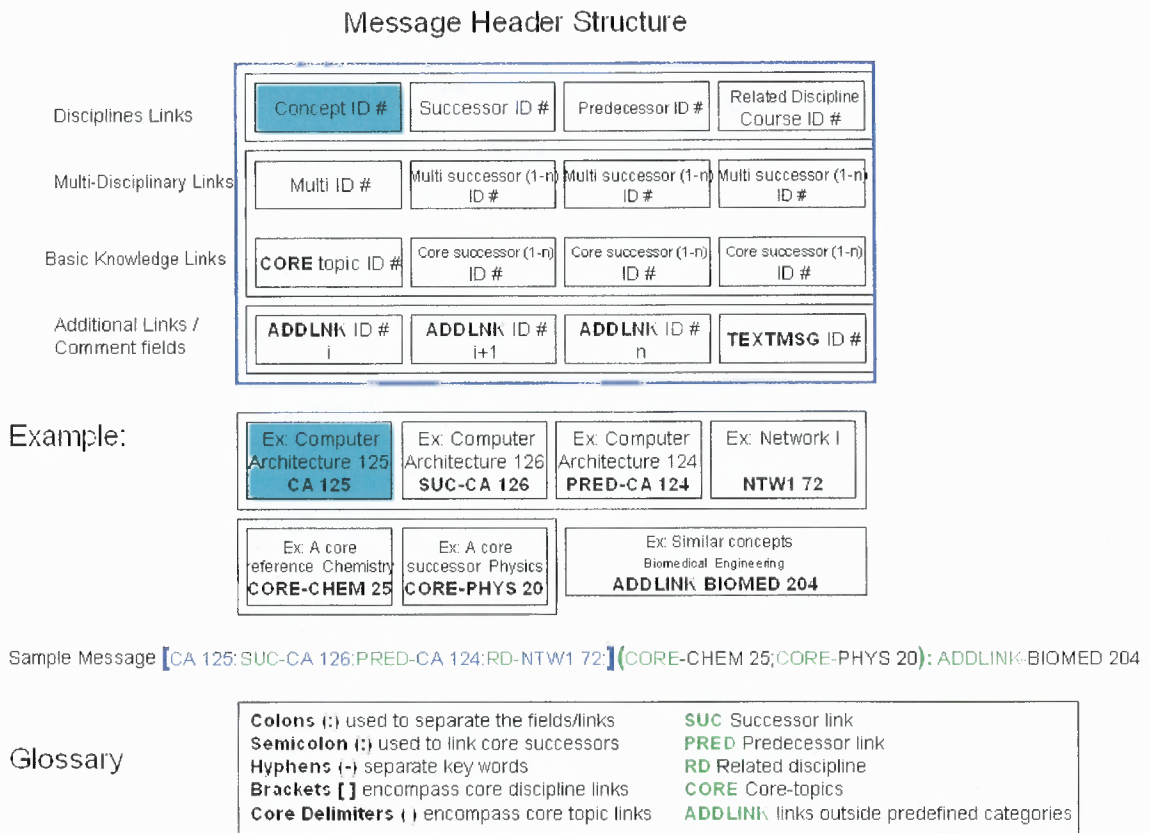 Message Header Structure
Disciplines Links
Concept ID #
Successor ID #
Predecessor ID #
Related Discipline
Course ID #
Multi-Disciplinary Links
Multi ID #
Multi successor (1-n)
ID #
Multi successor (1-n)
ID #
Multi successor (1-n)
ID #
Basic Knowledge Links
CORE topic ID #
Core successor (1-n)
ID #
Core successor (1-n)
ID #
Core successor (1-n)
ID #
Additional Links /
Comment fields
ADDLNK ID #
i
ADDLNK ID #
i+1
ADDLNK ID #
n
TEXTMSG ID #
Example:
Ex: Computer
Architecture 125
CA 125
Ex: Computer
Architecture 126
SUC-CA 126
Ex: Computer
Architecture 124
PRED-CA 124
Ex: Network I
NTW1 72
Ex: A core
reference Chemistry
CORE-CHEM 25
Ex: A core
successor Physics
CORE-PHYS 20
Ex: Similar concepts
Biomedical Engineering
ADDLINK BIOMED 204
Sample Message [CA 125:SUC-CA 126:PRED-CA 124:RD-NTW1 72:](CORE-CHEM 25;CORE-PHYS 20): ADDLINK-BIOMED 204
Glossary
Colons (:) used to separate the fields/links
Semicolon (:) used to link core successors
Hyphens (-) separate key words
Brackets [ ] encompass core discipline links
Core Delimiters ( ) encompass core topic links
SUC Successor link
PRED Predecessor link
RD Related discipline
CORE Core-topics
ADDLINK links outside predefined categories